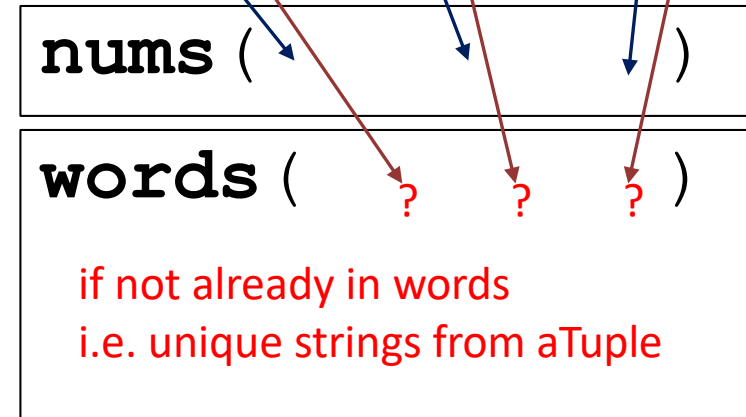 nums (     )
words (   ? ? ? )
if not already in words
i.e. unique strings from aTuple